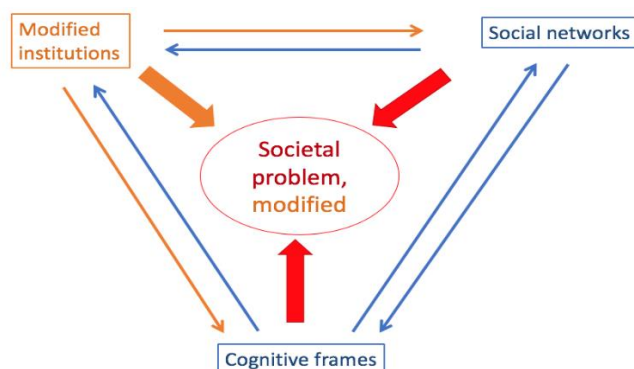 Modified
institutions
Social networks
Societal
problem,
modified
Cognitive frames